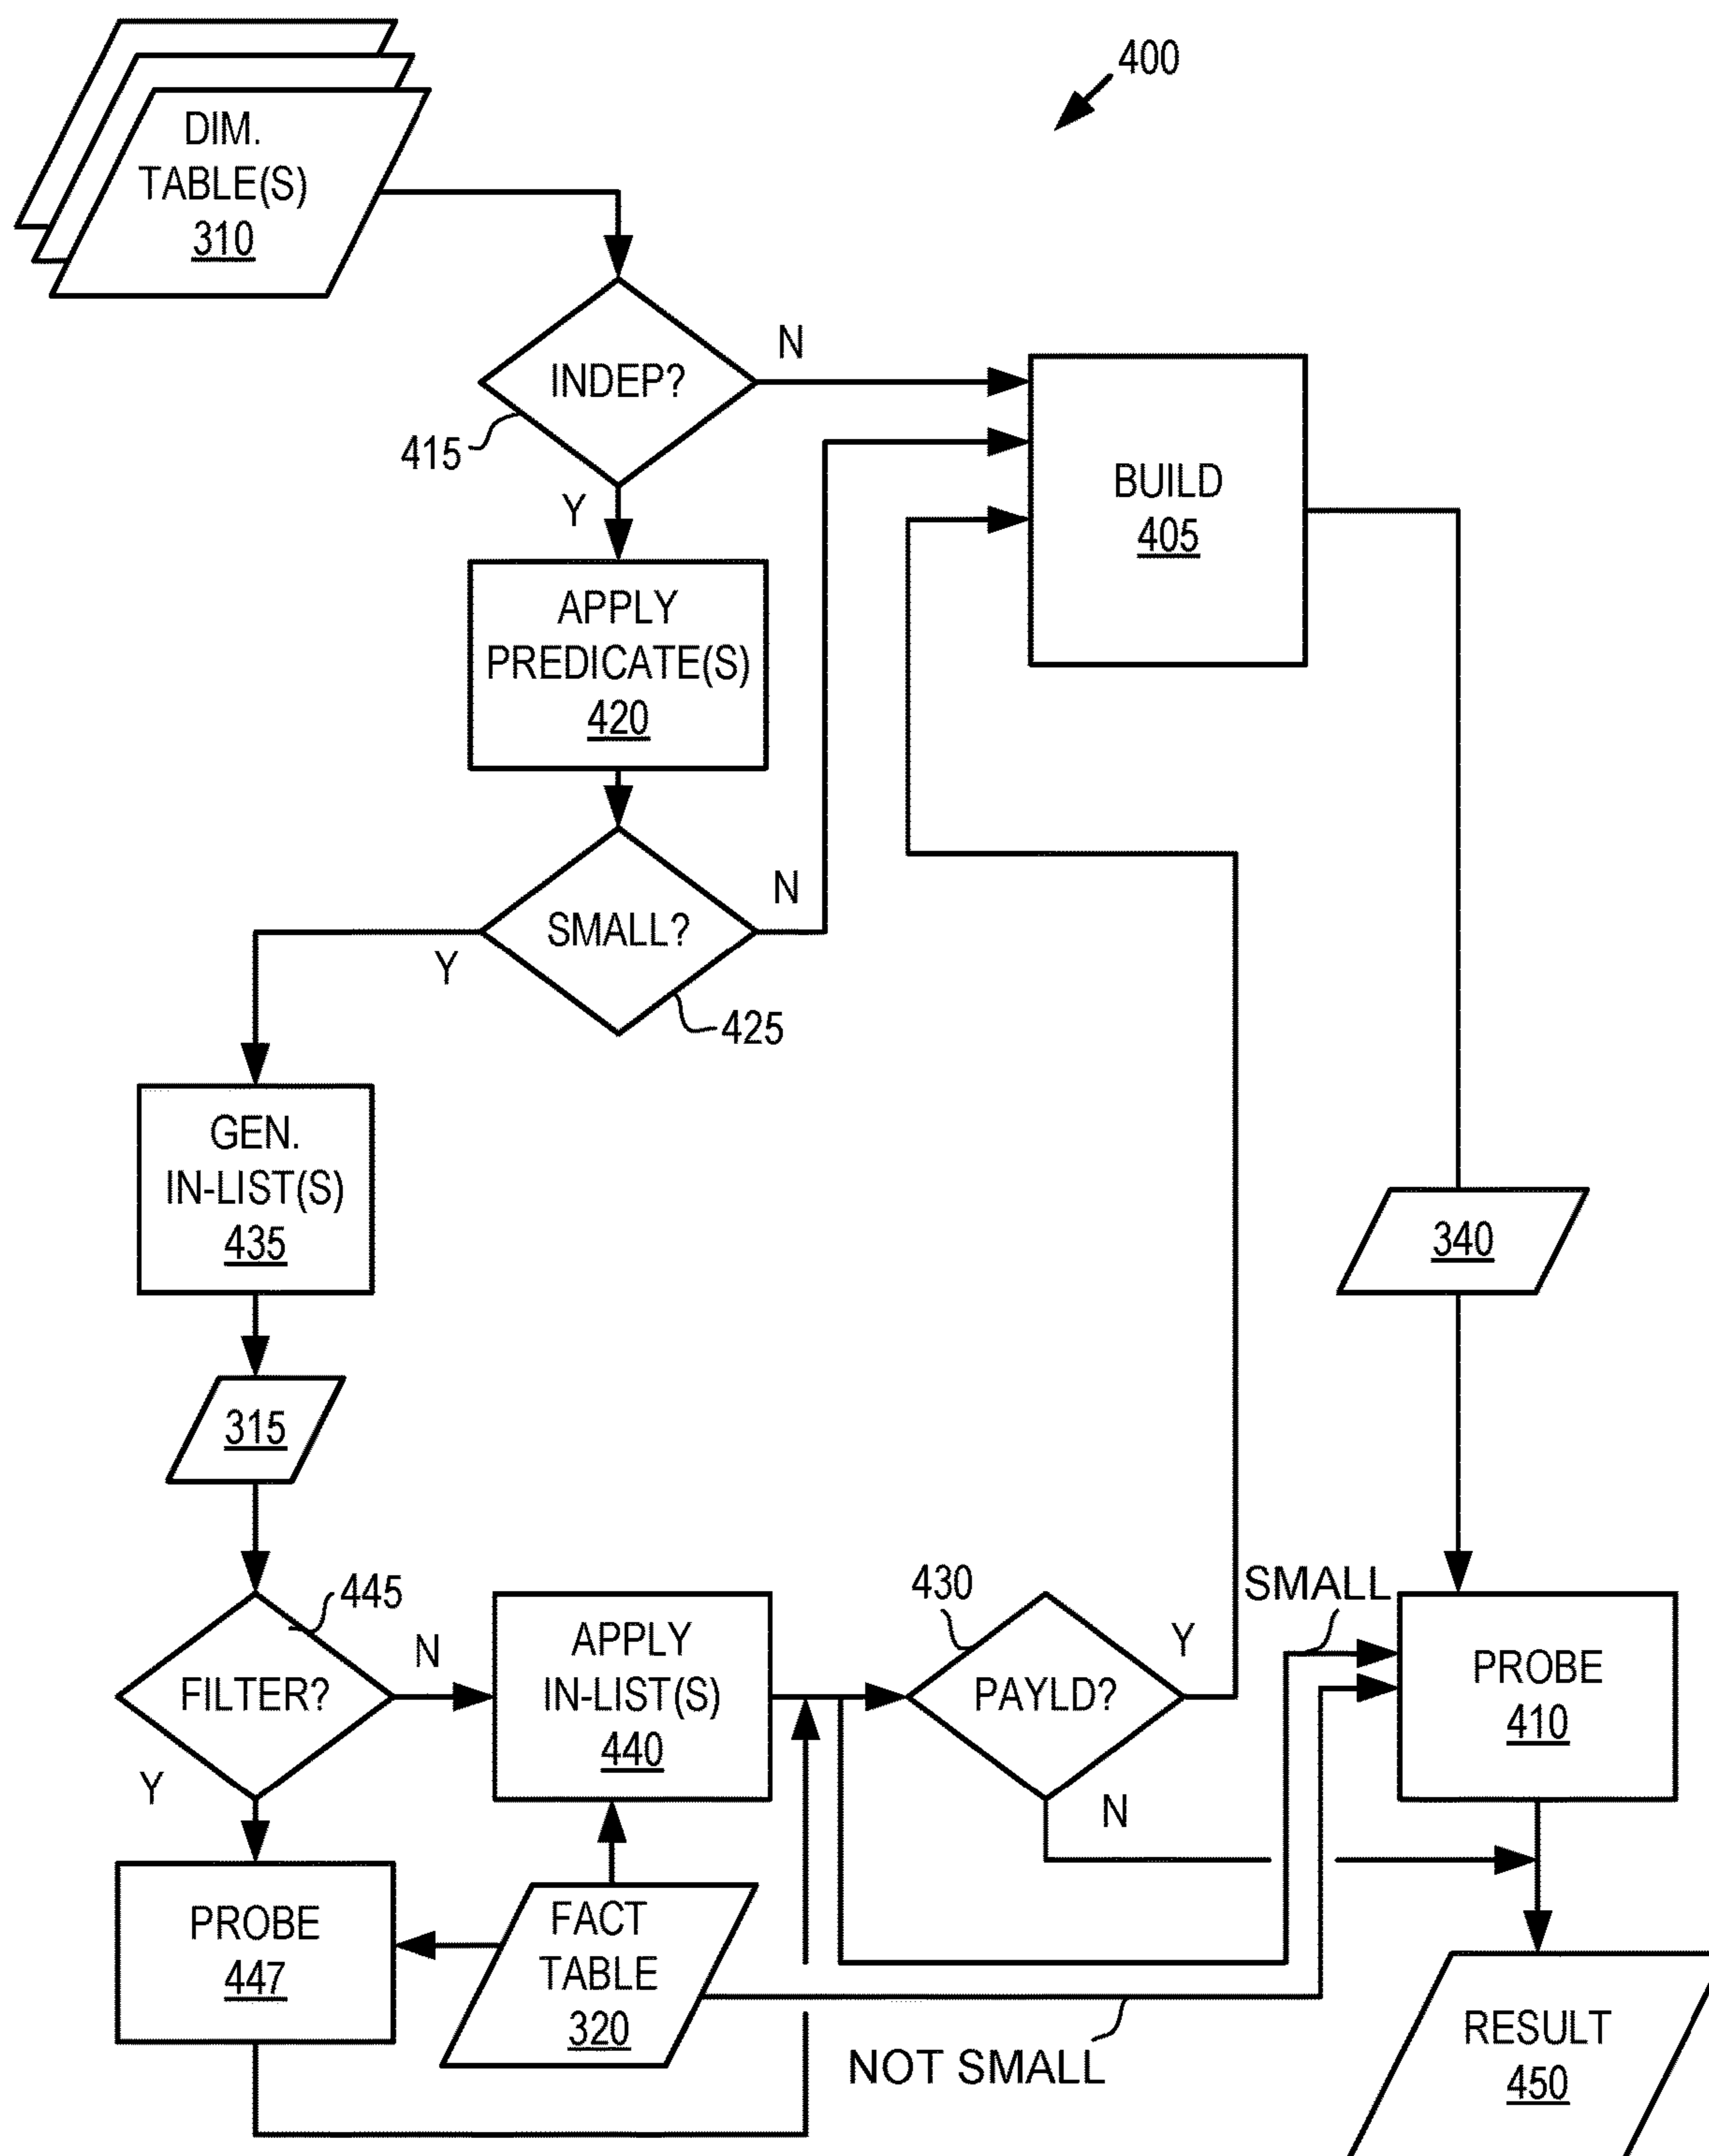 400
DIM.
TABLE(S)
310
N
INDEP?
415
Y
BUILD
405
APPLY
PREDICATE(S)
420
N
SMALL?
Y
425
GEN.
IN-LIST(S)
435
340
315
445
430
SMALL
N
APPLY
IN-LIST(S)
440
FILTER?
PAYLD?
Y
PROBE
410
Y
N
PROBE
447
FACT
TABLE
320
NOT SMALL
RESULT
450